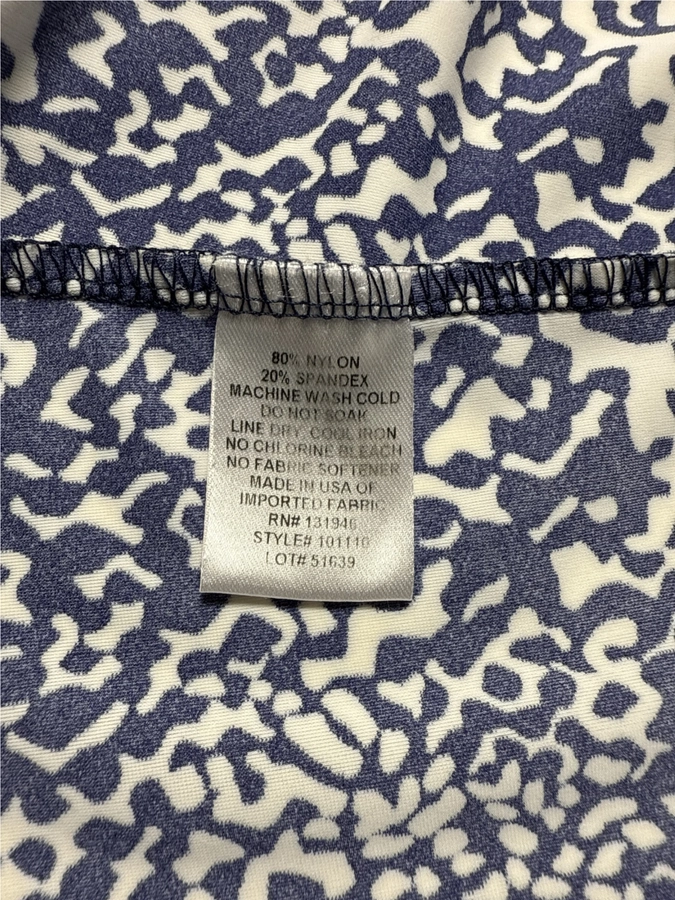 80% NYLON
20% SPANDEX
MACHINE WASH COLD
DO NOT SOAK
LINE DRY, COOL IRON
NO CHLORINE BLEACH
NO FABRIC SOFTENER
MADE IN USA OF
IMPORTED FABRIC
RN# 131946
STYLE# 101110
LOT# 51639